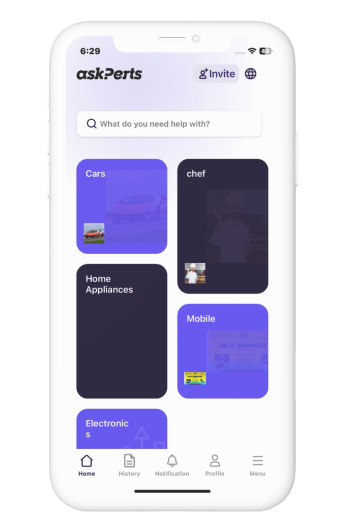 6:29
askPerts
Invite
What do you need help with?
Cars
chef
Home
Appliances
Mobile
Electronic
s
Home
History
Notification
Profile
Menu